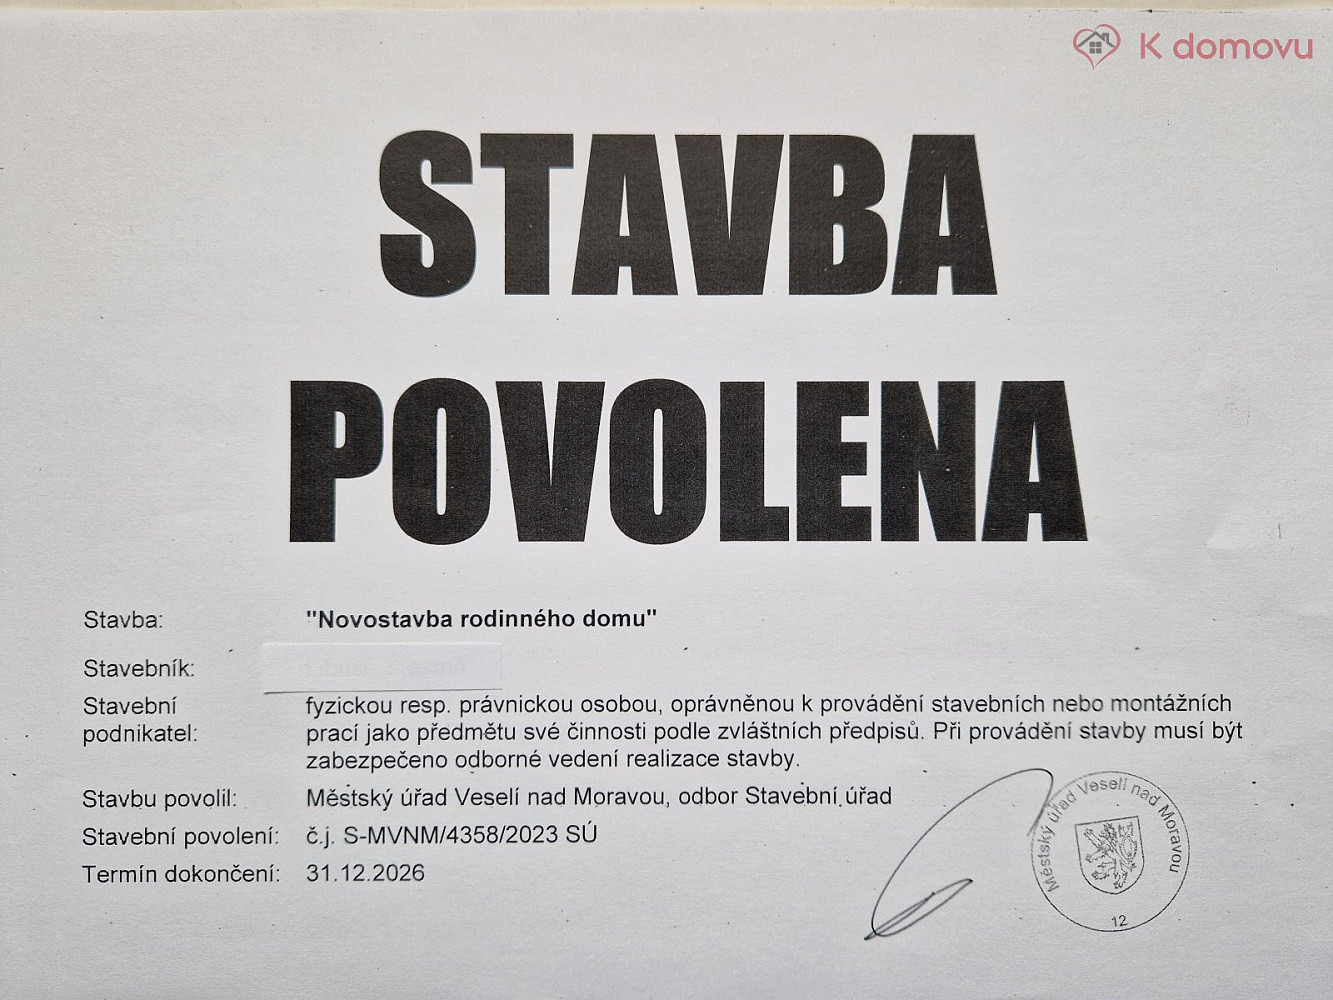 K domovu
STAVBA
POVOLENA
Stavba: "Novostavba rodinného domu"
Stavebník:
Stavební podnikatel: fyzickou resp. právnickou osobou, oprávněnou k provádění stavebních nebo montážních
prací jako předmětu své činnosti podle zvláštních předpisů. Při provádění stavby musí být
zabezpečeno odborné vedení realizace stavby.
Stavbu povolil: Městský úřad Veselí nad Moravou, odbor Stavební úřad
Stavební povolení: č.j. S-MVNM/4358/2023 SÚ
Termín dokončení: 31.12.2026
Městský úřad Veselí nad Moravou
12